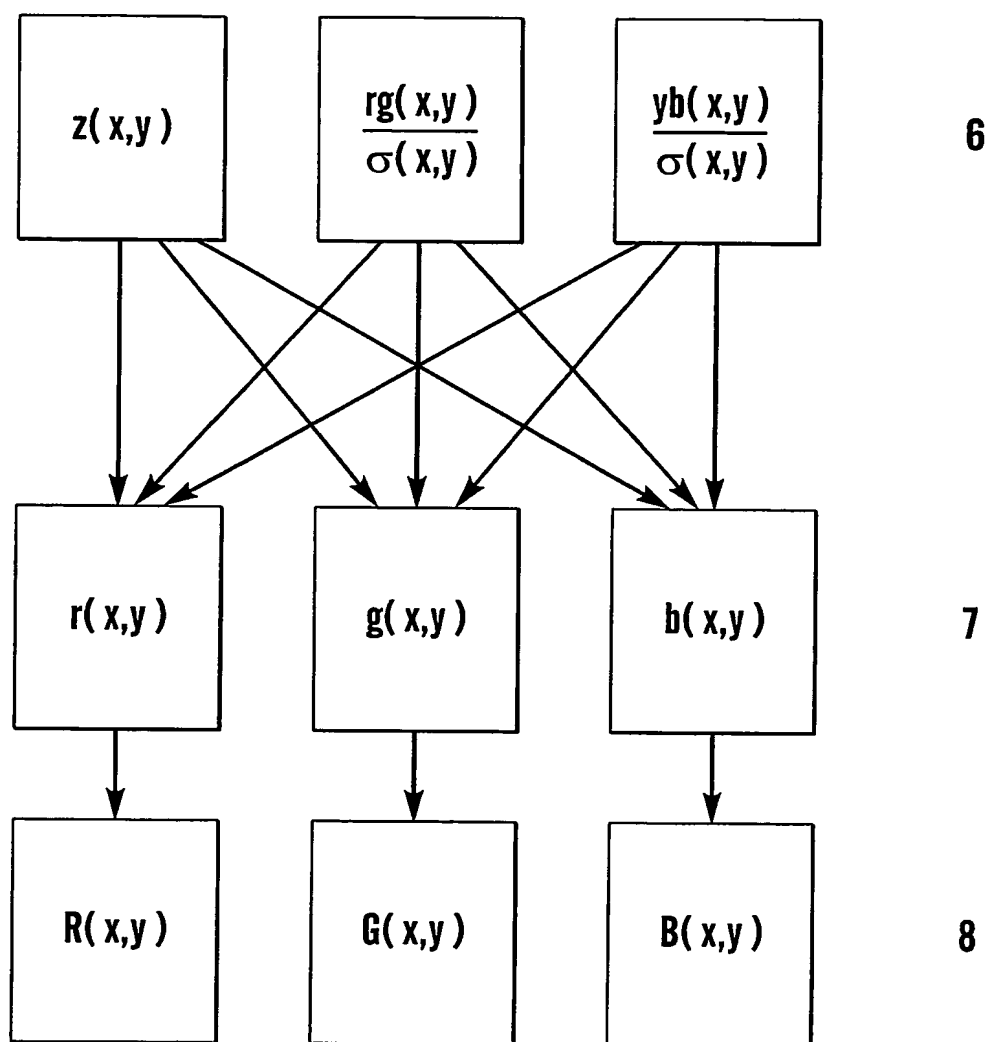 z( x,y )
rg( x,y )
σ( x,y )
yb( x,y )
σ( x,y )
6
r( x,y )
g( x,y )
b( x,y )
7
R( x,y )
G( x,y )
B( x,y )
8